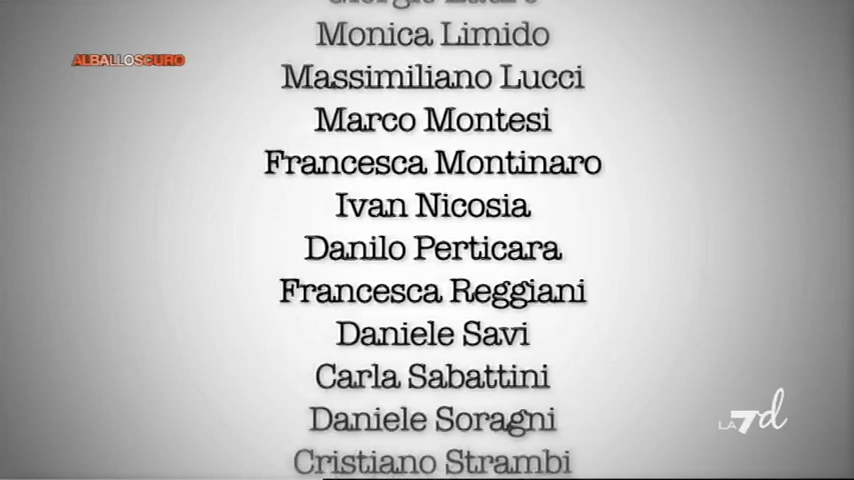 Monica Limido
ALBALLOSCURO
Massimiliano Lucci
Marco Montesi
Francesca Montinaro
Ivan Nicosia
Danilo Perticara
Francesca Reggiani
Daniele Savi
Carla Sabattini
Daniele Soragni
LA7d
Cristiano Strambi